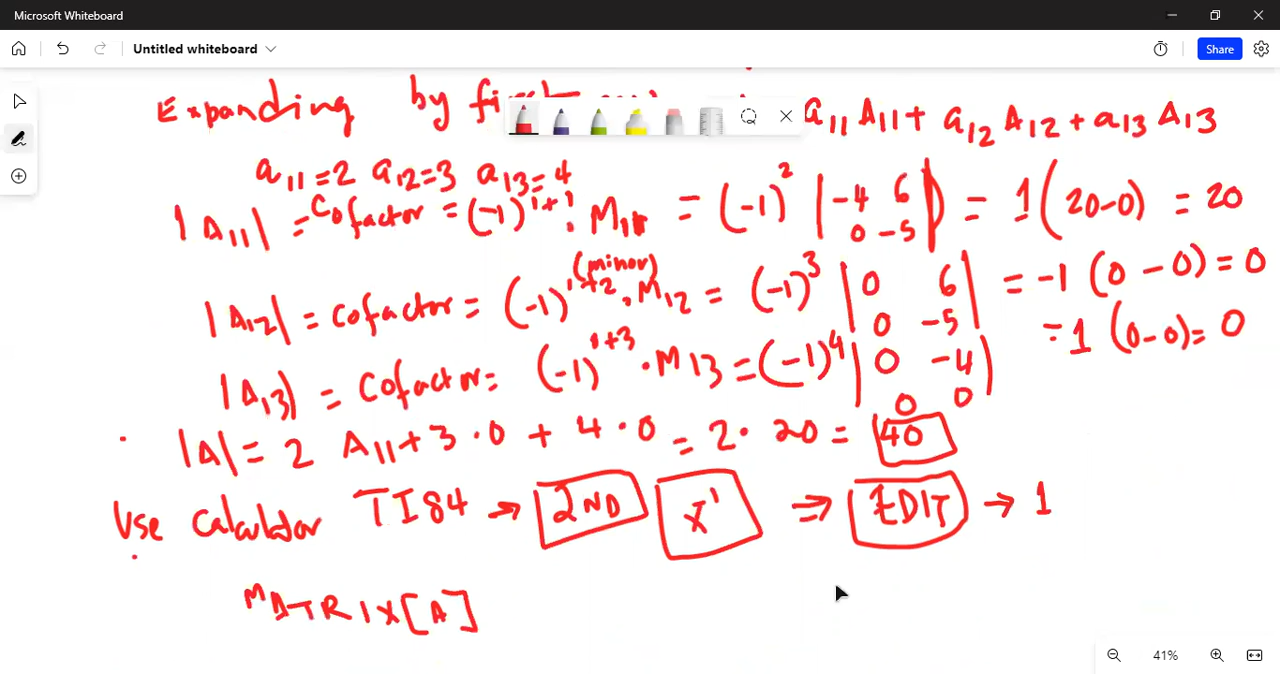 Microsoft Whiteboard
Untitled whiteboard
Share
Expanding by a11 A11 + a12 A12 + a13 A13
a11 = 2 a12 = 3 a13 = 4
|A11| = Cofactor = (-1)^1+1 . M11 = (-1)^2 |-4 6| = 1(20-0) = 20
0 -5
(minor)
|A12| = Cofactor = (-1)^1+2 . M12 = (-1)^3 |0 6| = -1 (0 - 0) = 0
0 -5
|A13| = Cofactor = (-1)^1+3 . M13 = (-1)^4 |0 -4| = 1 (0-0) = 0
0 0
|A| = 2 A11 + 3 . 0 + 4 . 0 = 2 . 20 = 40
Use Calculator TI84 → 2ND X' ⇒ EDIT → 1
MATRIX[A]
41%